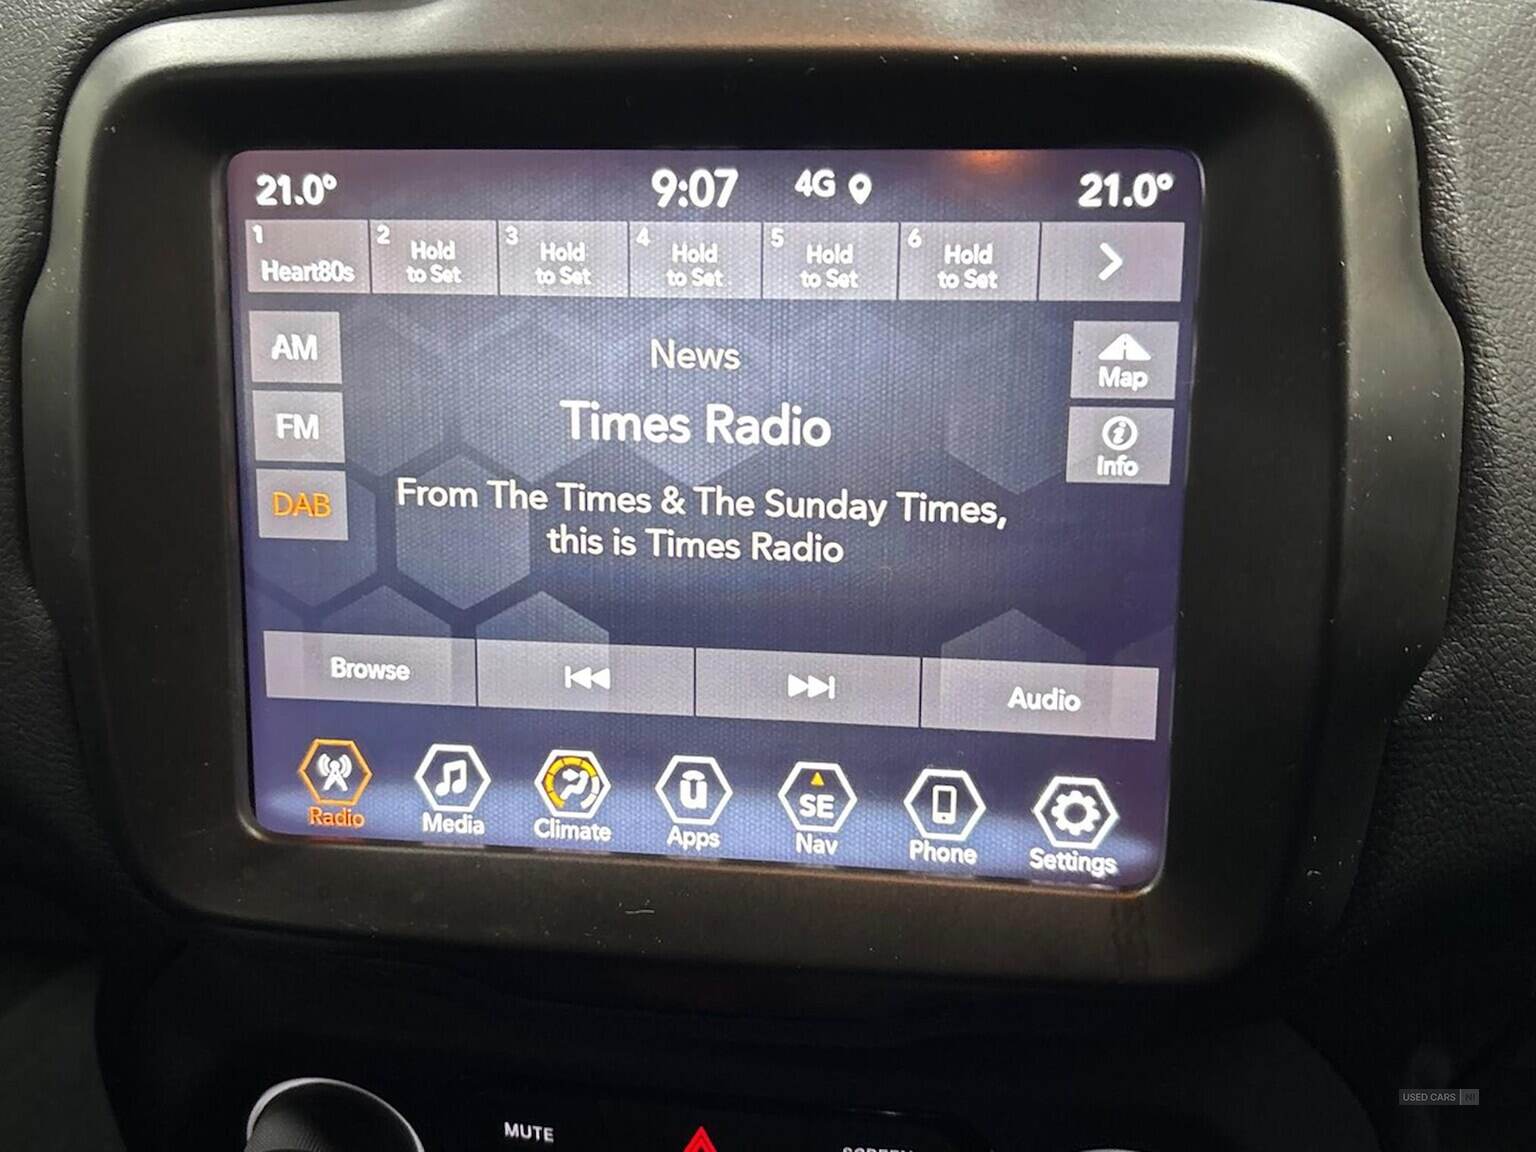 21.0° 9:07 4G 21.0°
1 2 3 4 5 6
Heart80s
Hold to Set
Hold to Set
Hold to Set
Hold to Set
Hold to Set
AM
News
Map
FM
Times Radio
Info
DAB
From The Times & The Sunday Times,
this is Times Radio
Browse Audio
SE
Radio Media Climate Apps Nav Phone Settings
USED CARS NI
MUTE
SCREEN